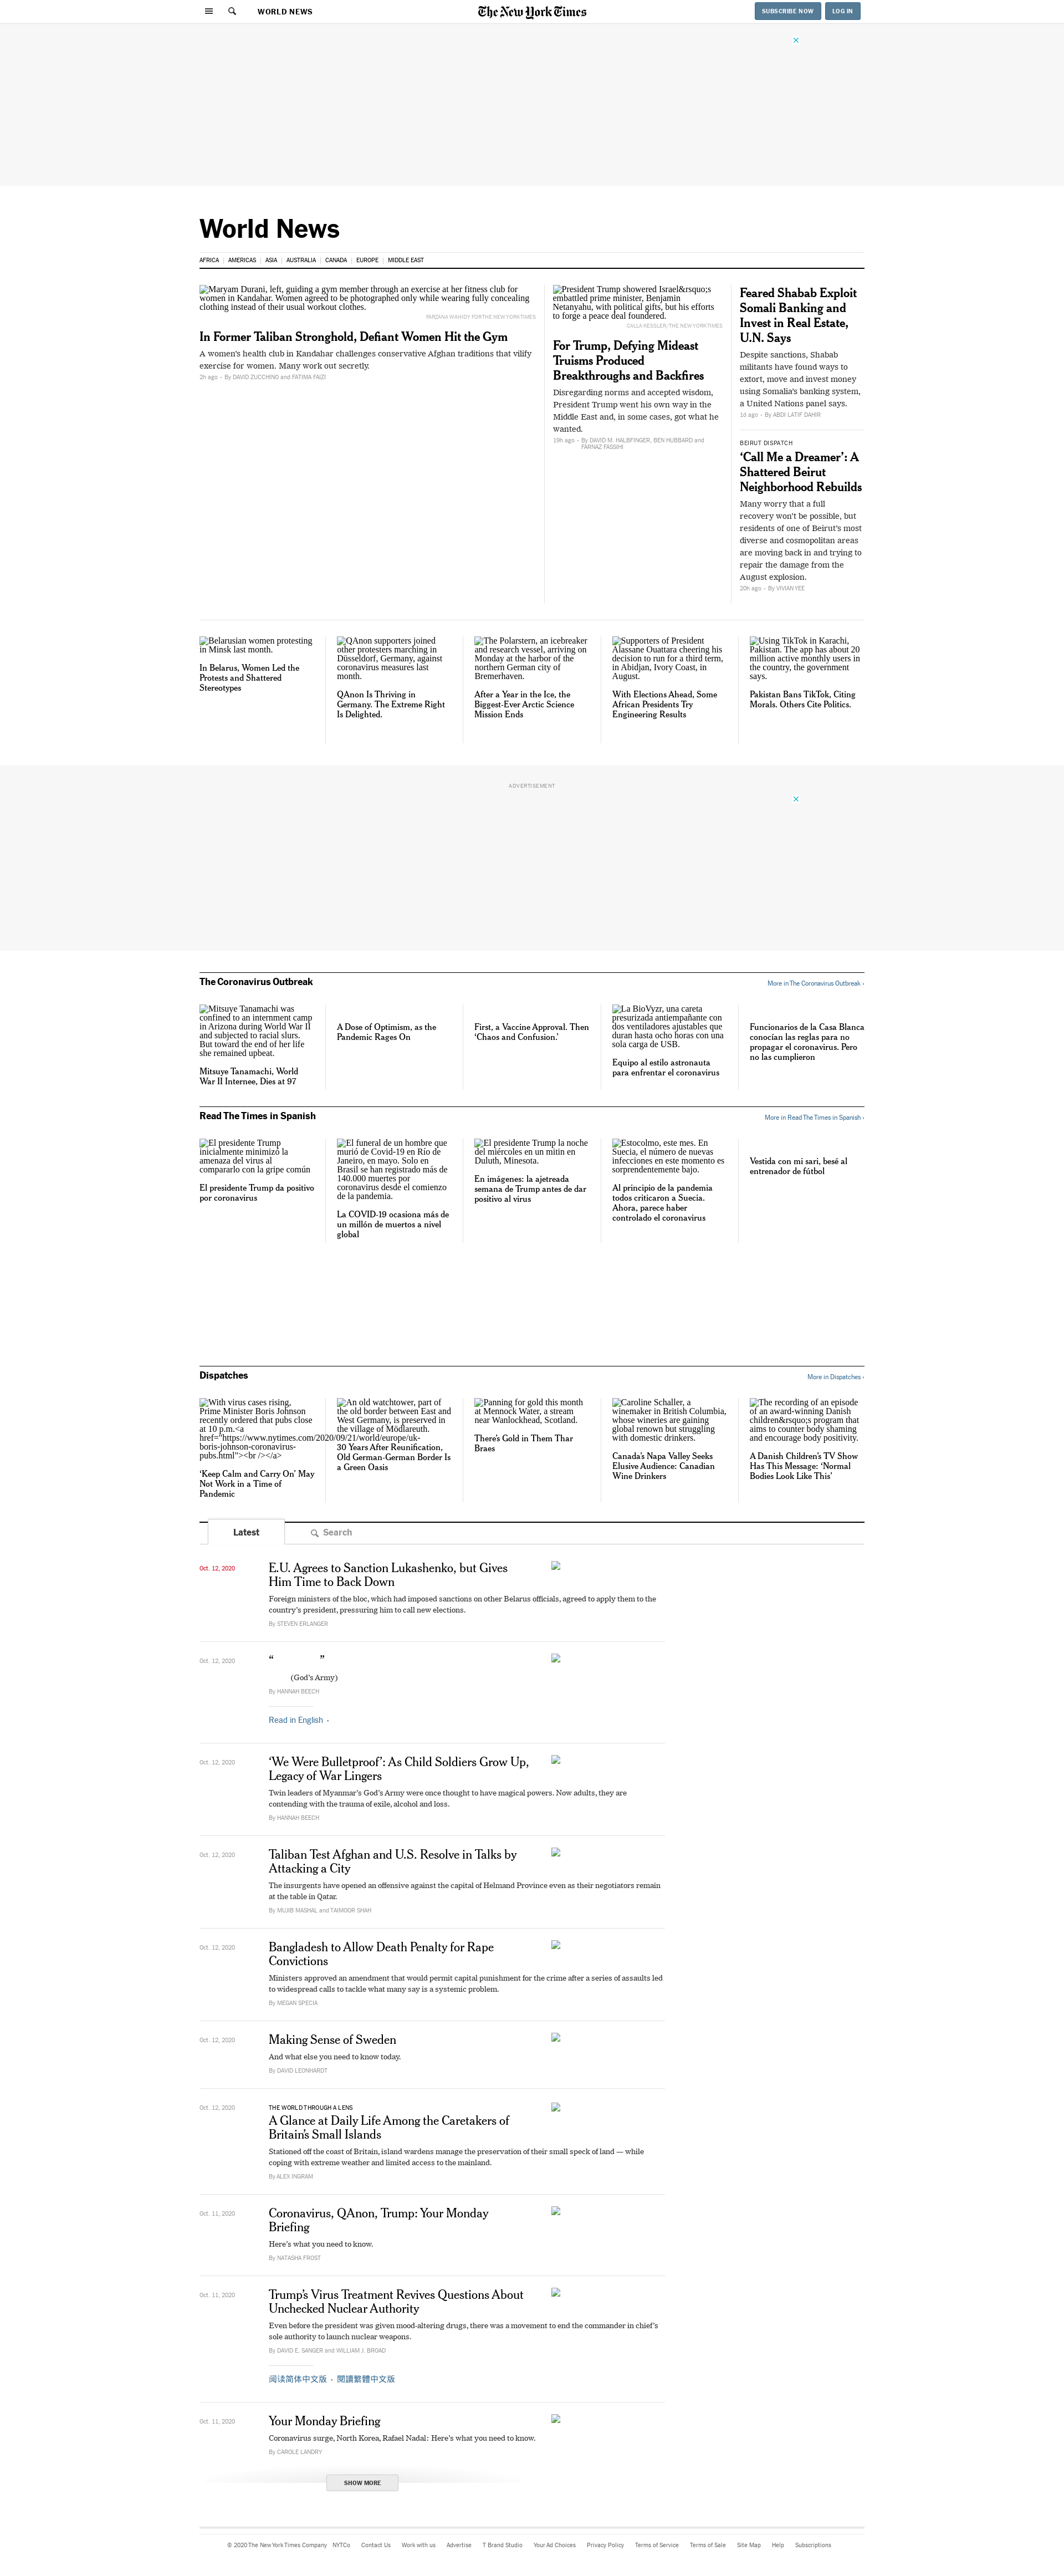 WORLD NEWS
The New York Times
SUBSCRIBE NOW
LOG IN
World News
AFRICA
AMERICAS
ASIA
AUSTRALIA
CANADA
EUROPE
MIDDLE EAST
Maryam Durani, left, guiding a gym member through an exercise at her fitness club for
women in Kandahar. Women agreed to be photographed only while wearing fully concealing
clothing instead of their usual workout clothes.
FARZANA WAHIDY FOR THE NEW YORK TIMES
In Former Taliban Stronghold, Defiant Women Hit the Gym
A women's health club in Kandahar challenges conservative Afghan traditions that vilify
exercise for women. Many work out secretly.
2h ago - By DAVID ZUCCHINO and FATIMA FAIZI
President Trump showered Israel&rsquo;s
embattled prime minister, Benjamin
Netanyahu, with political gifts, but his efforts
to forge a peace deal foundered.
CALLA KESSLER/THE NEW YORK TIMES
For Trump, Defying Mideast
Truisms Produced
Breakthroughs and Backfires
Disregarding norms and accepted wisdom,
President Trump went his own way in the
Middle East and, in some cases, got what he
wanted.
19h ago - By DAVID M. HALBFINGER, BEN HUBBARD and
FARNAZ FASSIHI
Feared Shabab Exploit
Somali Banking and
Invest in Real Estate,
U.N. Says
Despite sanctions, Shabab
militants have found ways to
extort, move and invest money
using Somalia's banking system,
a United Nations panel says.
1d ago - By ABDI LATIF DAHIR
BEIRUT DISPATCH
‘Call Me a Dreamer’: A
Shattered Beirut
Neighborhood Rebuilds
Many worry that a full
recovery won't be possible, but
residents of one of Beirut's most
diverse and cosmopolitan areas
are moving back in and trying to
repair the damage from the
August explosion.
20h ago - By VIVIAN YEE
Belarusian women protesting
in Minsk last month.
In Belarus, Women Led the
Protests and Shattered
Stereotypes
QAnon supporters joined
other protesters marching in
Düsseldorf, Germany, against
coronavirus measures last
month.
QAnon Is Thriving in
Germany. The Extreme Right
Is Delighted.
The Polarstern, an icebreaker
and research vessel, arriving on
Monday at the harbor of the
northern German city of
Bremerhaven.
After a Year in the Ice, the
Biggest-Ever Arctic Science
Mission Ends
Supporters of President
Alassane Ouattara cheering his
decision to run for a third term,
in Abidjan, Ivory Coast, in
August.
With Elections Ahead, Some
African Presidents Try
Engineering Results
Using TikTok in Karachi,
Pakistan. The app has about 20
million active monthly users in
the country, the government
says.
Pakistan Bans TikTok, Citing
Morals. Others Cite Politics.
ADVERTISEMENT
The Coronavirus Outbreak
More in The Coronavirus Outbreak ›
Mitsuye Tanamachi was
confined to an internment camp
in Arizona during World War II
and subjected to racial slurs.
But toward the end of her life
she remained upbeat.
Mitsuye Tanamachi, World
War II Internee, Dies at 97
A Dose of Optimism, as the
Pandemic Rages On
First, a Vaccine Approval. Then
‘Chaos and Confusion.’
La BioVyzr, una careta
presurizada antiempañante con
dos ventiladores ajustables que
duran hasta ocho horas con una
sola carga de USB.
Equipo al estilo astronauta
para enfrentar el coronavirus
Funcionarios de la Casa Blanca
conocían las reglas para no
propagar el coronavirus. Pero
no las cumplieron
Read The Times in Spanish
More in Read The Times in Spanish ›
El presidente Trump
inicialmente minimizó la
amenaza del virus al
compararlo con la gripe común
El presidente Trump da positivo
por coronavirus
El funeral de un hombre que
murió de Covid-19 en Río de
Janeiro, en mayo. Solo en
Brasil se han registrado más de
140.000 muertes por
coronavirus desde el comienzo
de la pandemia.
La COVID-19 ocasiona más de
un millón de muertos a nivel
global
El presidente Trump la noche
del miércoles en un mitin en
Duluth, Minesota.
En imágenes: la ajetreada
semana de Trump antes de dar
positivo al virus
Estocolmo, este mes. En
Suecia, el número de nuevas
infecciones en este momento es
sorprendentemente bajo.
Al principio de la pandemia
todos criticaron a Suecia.
Ahora, parece haber
controlado el coronavirus
Vestida con mi sari, besé al
entrenador de fútbol
Dispatches
More in Dispatches ›
With virus cases rising,
Prime Minister Boris Johnson
recently ordered that pubs close
at 10 p.m.<a
href="https://www.nytimes.com/2020/09/21/world/europe/uk-
boris-johnson-coronavirus-
pubs.html"><br /></a>
‘Keep Calm and Carry On’ May
Not Work in a Time of
Pandemic
An old watchtower, part of
the old border between East and
West Germany, is preserved in
the village of Mödlareuth.
30 Years After Reunification,
Old German-German Border Is
a Green Oasis
Panning for gold this month
at Mennock Water, a stream
near Wanlockhead, Scotland.
There's Gold in Them Thar
Braes
Caroline Schaller, a
winemaker in British Columbia,
whose wineries are gaining
global renown but struggling
with domestic drinkers.
Canada's Napa Valley Seeks
Elusive Audience: Canadian
Wine Drinkers
The recording of an episode
of an award-winning Danish
children&rsquo;s program that
aims to counter body shaming
and encourage body positivity.
A Danish Children's TV Show
Has This Message: ‘Normal
Bodies Look Like This’
Latest
Search
Oct. 12, 2020
E.U. Agrees to Sanction Lukashenko, but Gives
Him Time to Back Down
Foreign ministers of the bloc, which had imposed sanctions on other Belarus officials, agreed to apply them to the
country's president, pressuring him to call new elections.
By STEVEN ERLANGER
Oct. 12, 2020
“ ”
(God's Army)
By HANNAH BEECH
Read in English •
Oct. 12, 2020
‘We Were Bulletproof’: As Child Soldiers Grow Up,
Legacy of War Lingers
Twin leaders of Myanmar's God's Army were once thought to have magical powers. Now adults, they are
contending with the trauma of exile, alcohol and loss.
By HANNAH BEECH
Oct. 12, 2020
Taliban Test Afghan and U.S. Resolve in Talks by
Attacking a City
The insurgents have opened an offensive against the capital of Helmand Province even as their negotiators remain
at the table in Qatar.
By MUJIB MASHAL and TAIMOOR SHAH
Oct. 12, 2020
Bangladesh to Allow Death Penalty for Rape
Convictions
Ministers approved an amendment that would permit capital punishment for the crime after a series of assaults led
to widespread calls to tackle what many say is a systemic problem.
By MEGAN SPECIA
Oct. 12, 2020
Making Sense of Sweden
And what else you need to know today.
By DAVID LEONHARDT
Oct. 12, 2020
THE WORLD THROUGH A LENS
A Glance at Daily Life Among the Caretakers of
Britain's Small Islands
Stationed off the coast of Britain, island wardens manage the preservation of their small speck of land — while
coping with extreme weather and limited access to the mainland.
By ALEX INGRAM
Oct. 11, 2020
Coronavirus, QAnon, Trump: Your Monday
Briefing
Here's what you need to know.
By NATASHA FROST
Oct. 11, 2020
Trump's Virus Treatment Revives Questions About
Unchecked Nuclear Authority
Even before the president was given mood-altering drugs, there was a movement to end the commander in chief's
sole authority to launch nuclear weapons.
By DAVID E. SANGER and WILLIAM J. BROAD
阅读简体中文版 • 閱讀繁體中文版
Oct. 11, 2020
Your Monday Briefing
Coronavirus surge, North Korea, Rafael Nadal: Here's what you need to know.
By CAROLE LANDRY
SHOW MORE
© 2020 The New York Times Company
NYTCo
Contact Us
Work with us
Advertise
T Brand Studio
Your Ad Choices
Privacy Policy
Terms of Service
Terms of Sale
Site Map
Help
Subscriptions